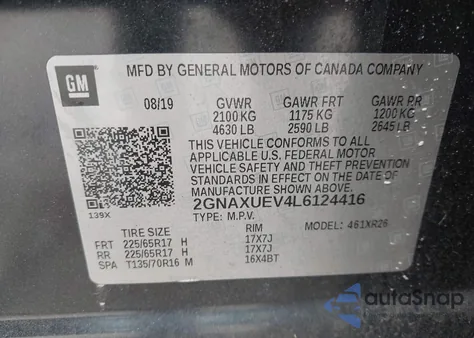 GM
MFD BY GENERAL MOTORS OF CANADA COMPANY
08/19 GVWR GAWR FRT GAWR RR
2100 KG 1175 KG 1200 KG
4630 LB 2590 LB 2645 LB
THIS VEHICLE CONFORMS TO ALL
APPLICABLE U.S. FEDERAL MOTOR
VEHICLE SAFETY AND THEFT PREVENTION
STANDARDS IN EFFECT ON THE DATE OF
MANUFACTURE SHOWN ABOVE.
139X
2GNAXUEV4L6124416
TYPE: M.P.V. MODEL: 461XR26
TIRE SIZE RIM
FRT 225/65R17 H 17X7J
RR 225/65R17 H 17X7J
SPA T135/70R16 M 16X4BT
autoSnap